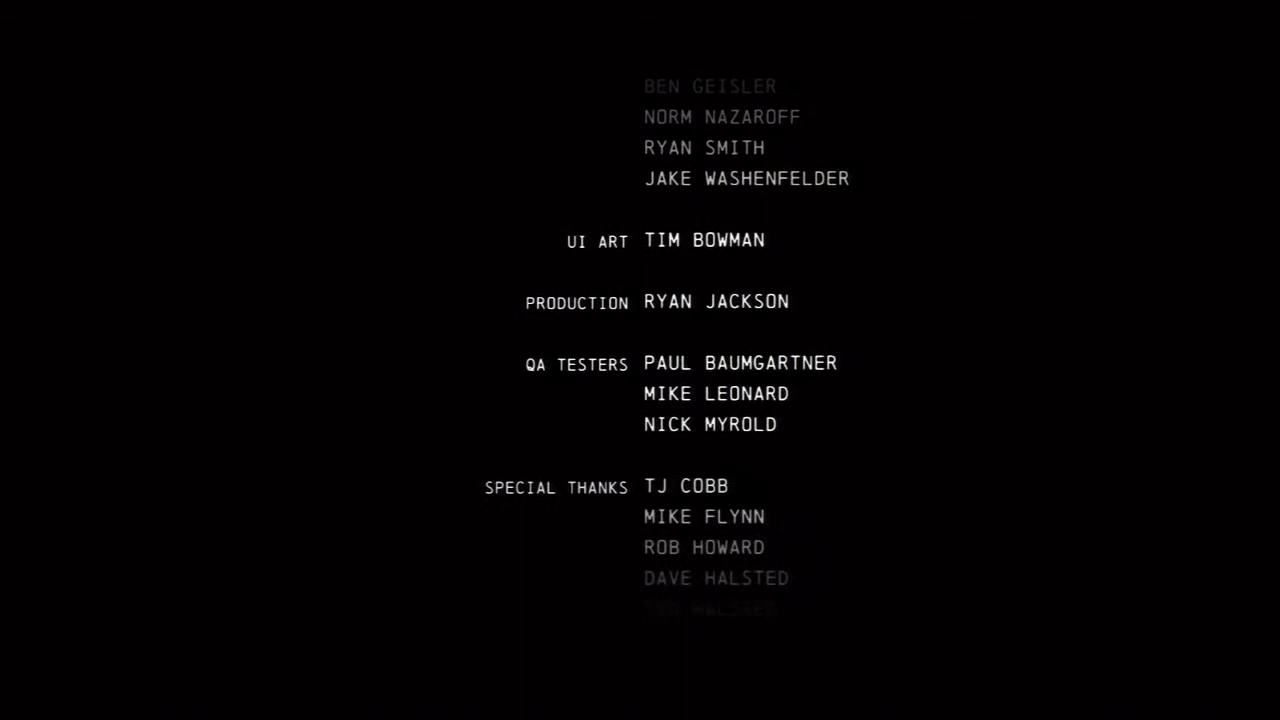 BEN GEISLER
NORM NAZAROFF
RYAN SMITH
JAKE WASHENFELDER
UI ART TIM BOWMAN
PRODUCTION RYAN JACKSON
QA TESTERS PAUL BAUMGARTNER
MIKE LEONARD
NICK MYROLD
SPECIAL THANKS TJ COBB
MIKE FLYNN
ROB HOWARD
DAVE HALSTED